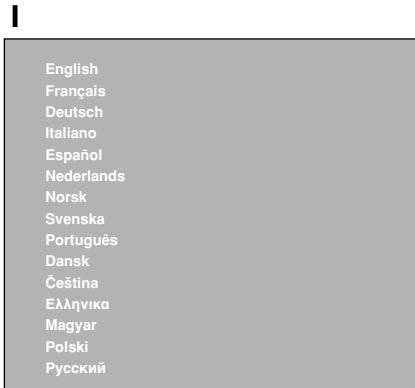 I
English
Français
Deutsch
Italiano
Español
Nederlands
Norsk
Svenska
Português
Dansk
Čeština
Ελληνικα
Magyar
Polski
Русский